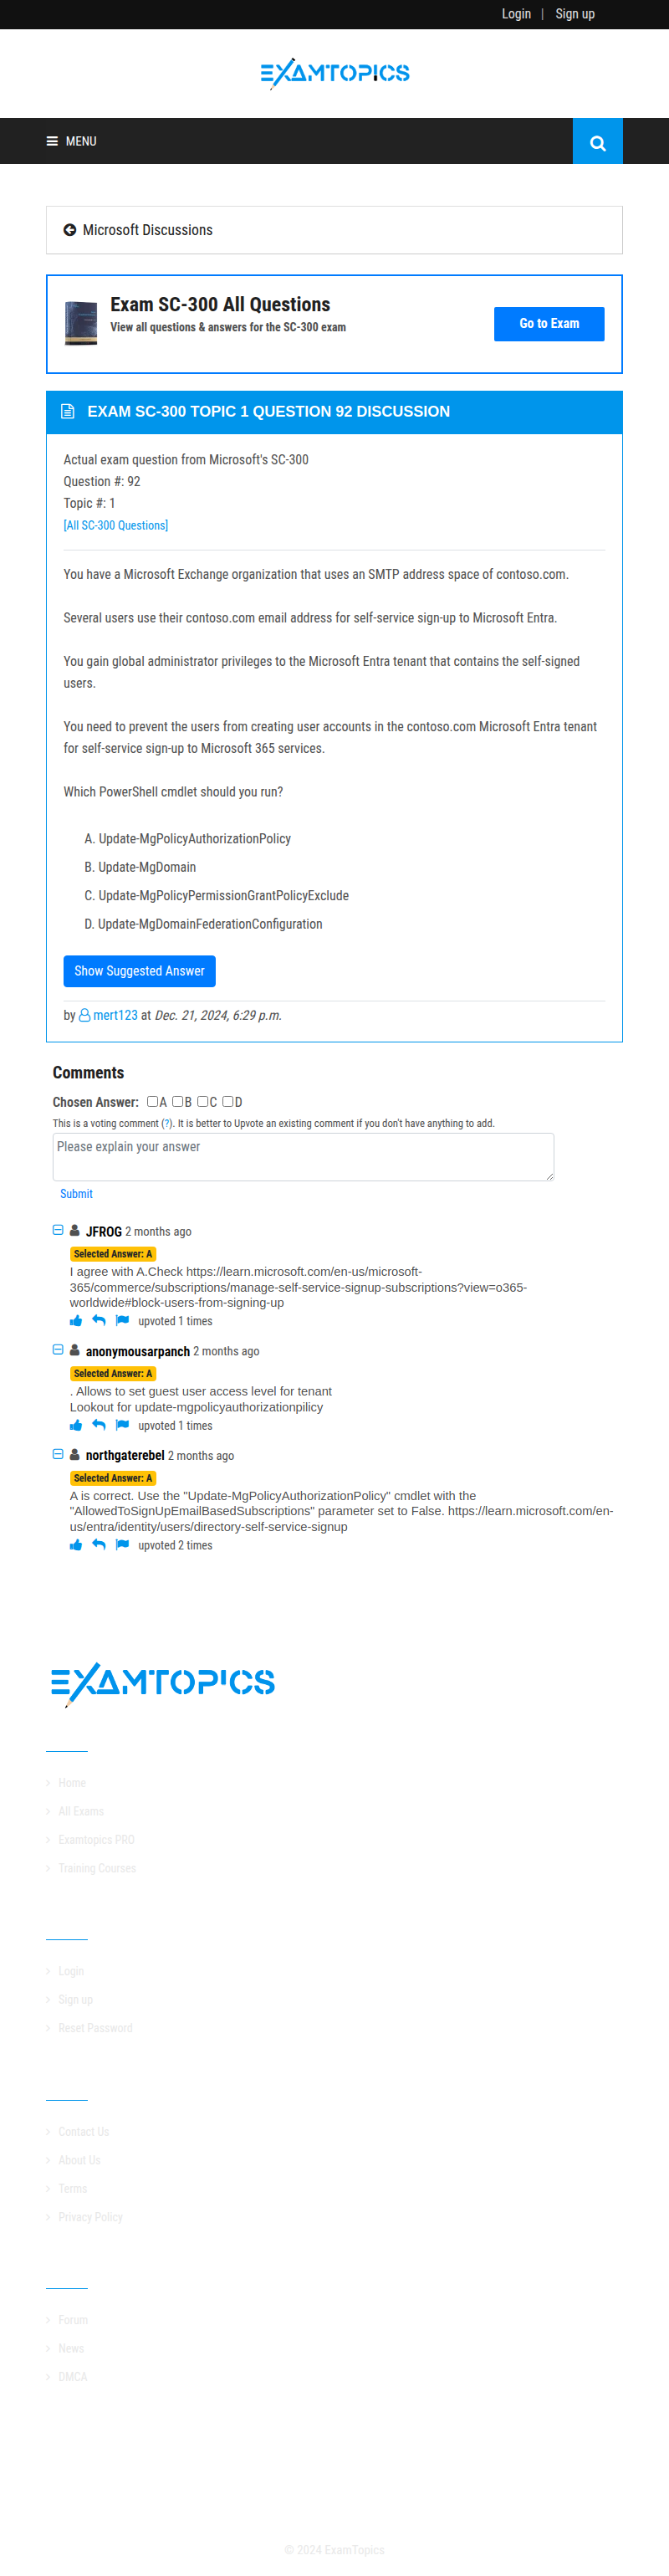 Login | Sign up
EXAMTOPICS
MENU
Microsoft Discussions
Exam SC-300 All Questions
View all questions & answers for the SC-300 exam
Go to Exam
EXAM SC-300 TOPIC 1 QUESTION 92 DISCUSSION
Actual exam question from Microsoft's SC-300
Question #: 92
Topic #: 1
[All SC-300 Questions]
You have a Microsoft Exchange organization that uses an SMTP address space of contoso.com.
Several users use their contoso.com email address for self-service sign-up to Microsoft Entra.
You gain global administrator privileges to the Microsoft Entra tenant that contains the self-signed
users.
You need to prevent the users from creating user accounts in the contoso.com Microsoft Entra tenant
for self-service sign-up to Microsoft 365 services.
Which PowerShell cmdlet should you run?
A. Update-MgPolicyAuthorizationPolicy
B. Update-MgDomain
C. Update-MgPolicyPermissionGrantPolicyExclude
D. Update-MgDomainFederationConfiguration
Show Suggested Answer
by mert123 at Dec. 21, 2024, 6:29 p.m.
Comments
Chosen Answer: A B C D
This is a voting comment (?). It is better to Upvote an existing comment if you don't have anything to add.
Please explain your answer
Submit
JFROG 2 months ago
Selected Answer: A
I agree with A.Check https://learn.microsoft.com/en-us/microsoft-
365/commerce/subscriptions/manage-self-service-signup-subscriptions?view=o365-
worldwide#block-users-from-signing-up
upvoted 1 times
anonymousarpanch 2 months ago
Selected Answer: A
. Allows to set guest user access level for tenant
Lookout for update-mgpolicyauthorizationpilicy
upvoted 1 times
northgaterebel 2 months ago
Selected Answer: A
A is correct. Use the "Update-MgPolicyAuthorizationPolicy" cmdlet with the
"AllowedToSignUpEmailBasedSubscriptions" parameter set to False. https://learn.microsoft.com/en-
us/entra/identity/users/directory-self-service-signup
upvoted 2 times
EXAMTOPICS
Home
All Exams
Examtopics PRO
Training Courses
Login
Sign up
Reset Password
Contact Us
About Us
Terms
Privacy Policy
Forum
News
DMCA
© 2024 ExamTopics